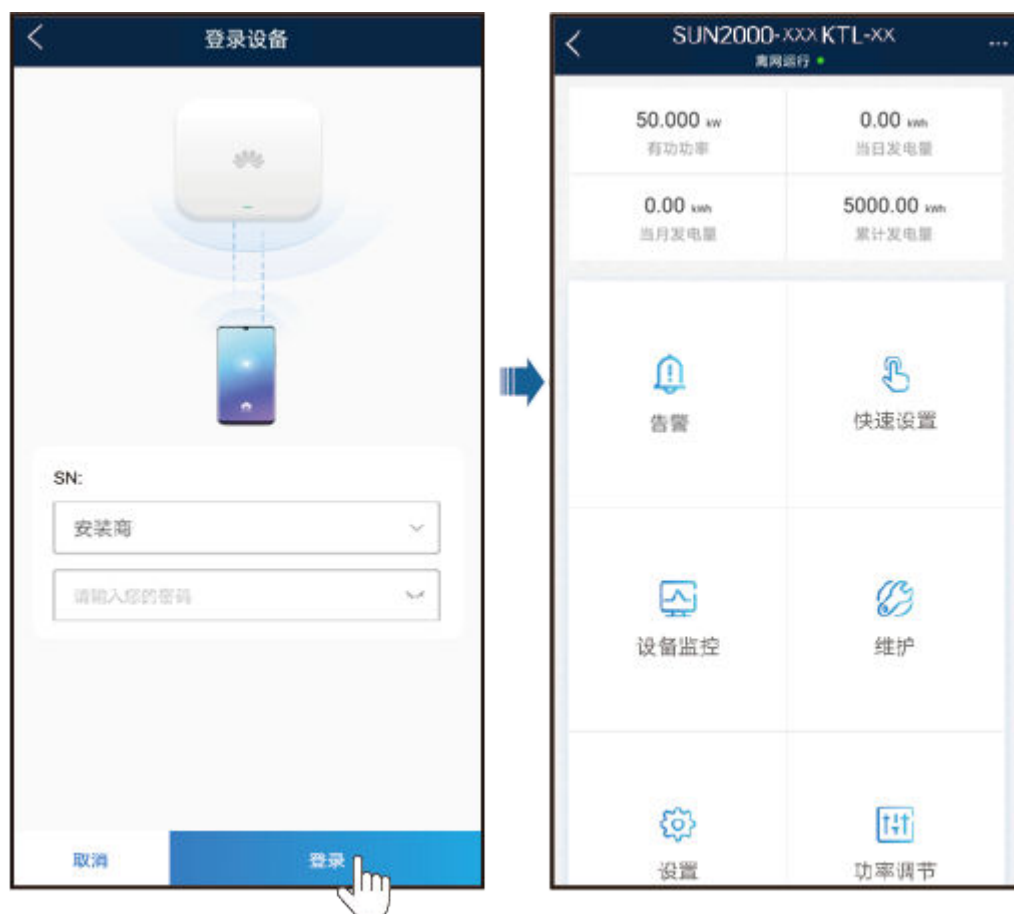 登录设备
SN:
安装商
请输入您的密码
取消
登录
SUN2000-XXXKTL-XX
离网运行
50.000 kW
有功功率
0.00 kWh
当日发电量
0.00 kWh
当月发电量
5000.00 kWh
累计发电量
告警
快速设置
设备监控
维护
设置
功率调节